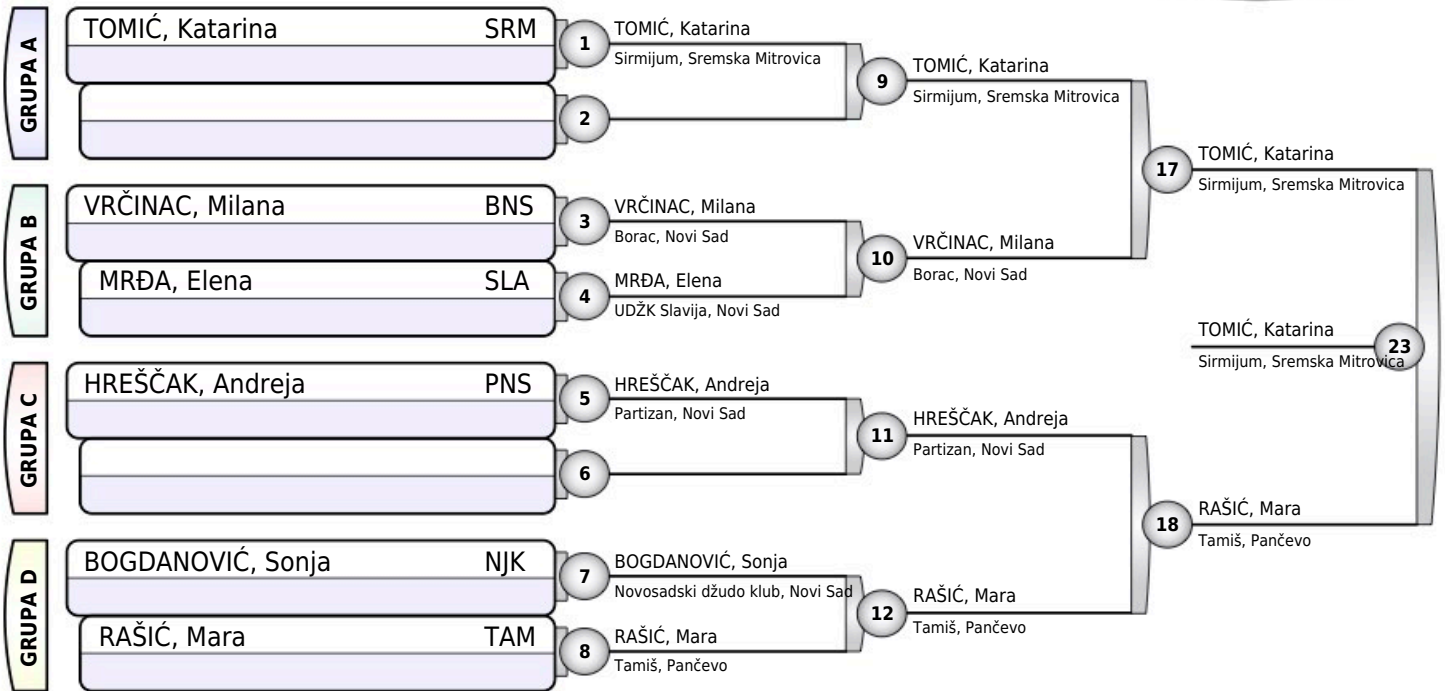 GRUPA A
TOMIĆ, Katarina SRM
1
TOMIĆ, Katarina
Sirmijum, Sremska Mitrovica
2
9
TOMIĆ, Katarina
Sirmijum, Sremska Mitrovica
17
TOMIĆ, Katarina
Sirmijum, Sremska Mitrovica
GRUPA B
VRČINAC, Milana BNS
3
VRČINAC, Milana
Borac, Novi Sad
MRĐA, Elena SLA
4
MRĐA, Elena
UDŽK Slavija, Novi Sad
10
VRČINAC, Milana
Borac, Novi Sad
TOMIĆ, Katarina
Sirmijum, Sremska Mitrovica
23
GRUPA C
HREŠČAK, Andreja PNS
5
HREŠČAK, Andreja
Partizan, Novi Sad
6
11
HREŠČAK, Andreja
Partizan, Novi Sad
18
RAŠIĆ, Mara
Tamiš, Pančevo
GRUPA D
BOGDANOVIĆ, Sonja NJK
7
BOGDANOVIĆ, Sonja
Novosadski džudo klub, Novi Sad
RAŠIĆ, Mara TAM
8
RAŠIĆ, Mara
Tamiš, Pančevo
12
RAŠIĆ, Mara
Tamiš, Pančevo